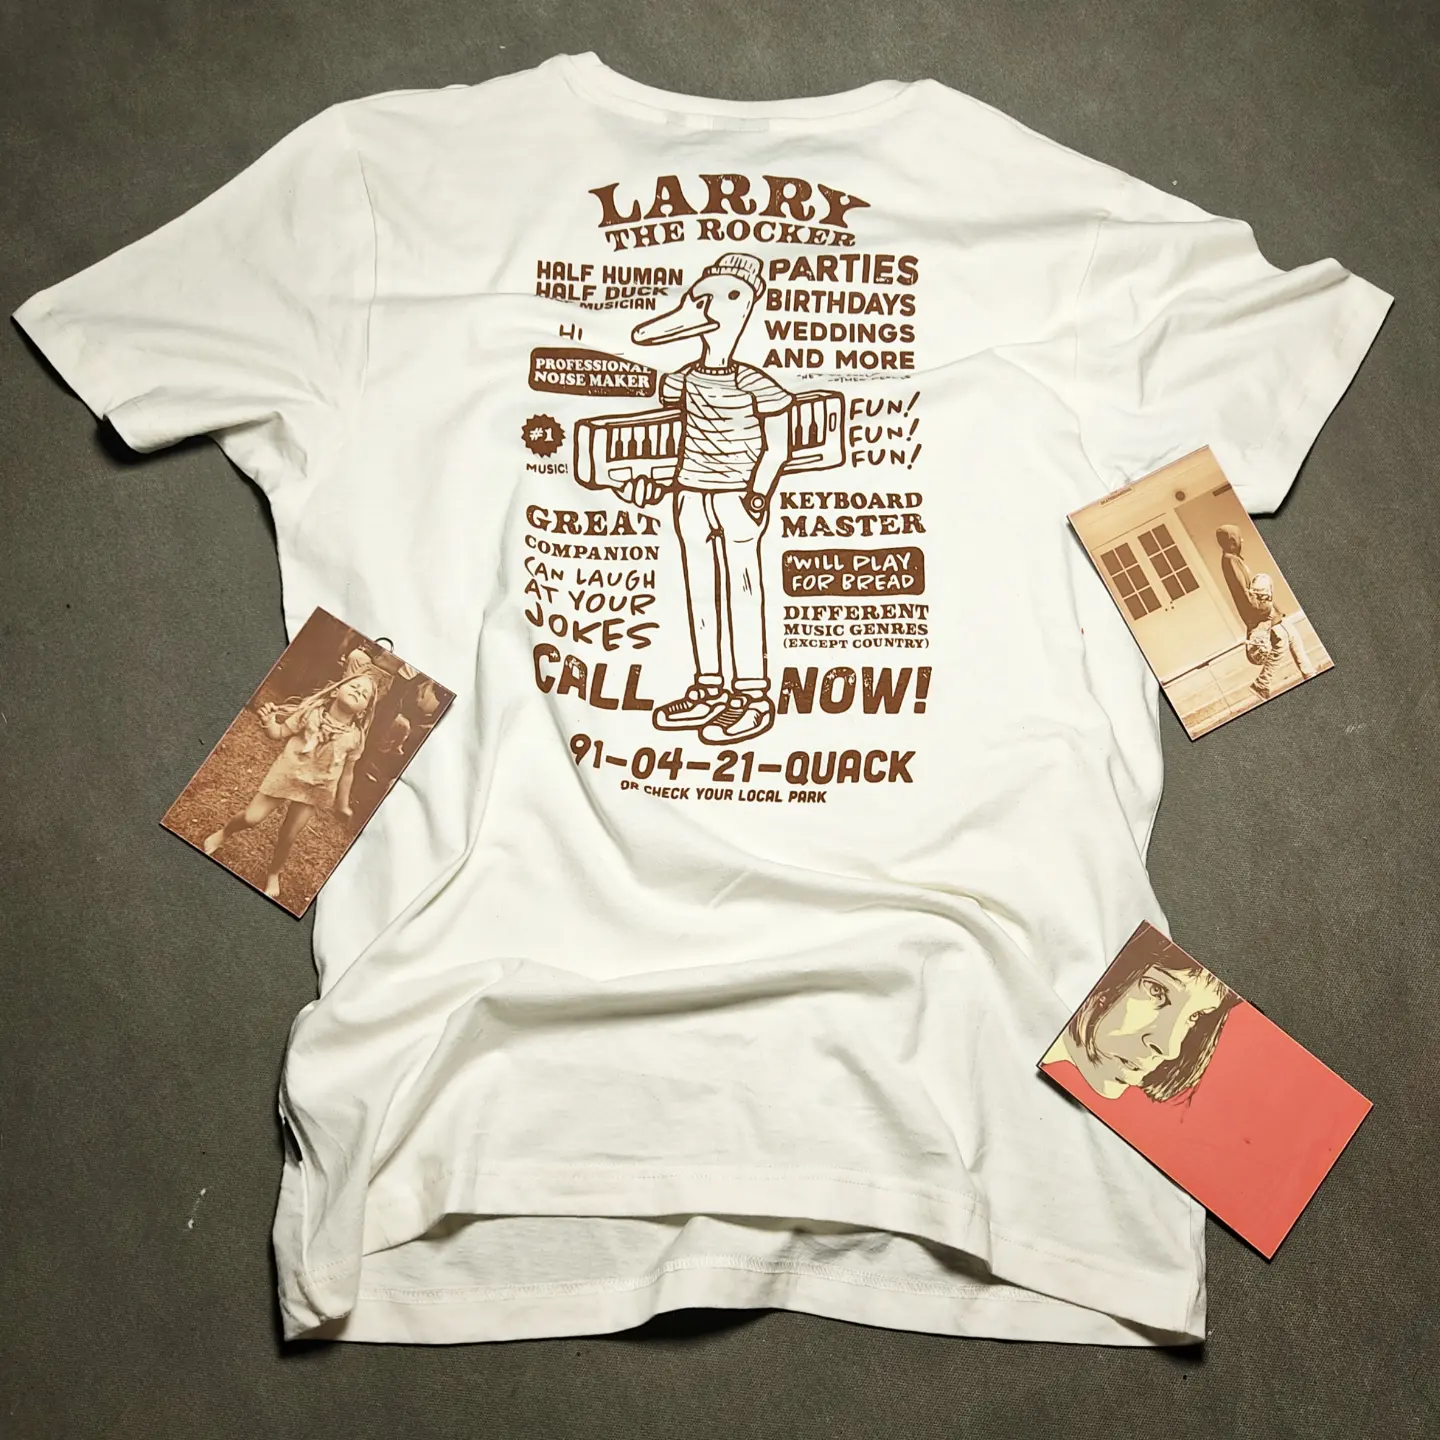 LARRY
THE ROCKER
HALF HUMAN
HALF DUCK
MUSICIAN
HI
PROFESSIONAL
NOISE MAKER
#1
MUSIC!
GREAT
COMPANION
CAN LAUGH
AT YOUR
JOKES
PARTIES
BIRTHDAYS
WEDDINGS
AND MORE
FUN!
FUN!
FUN!
KEYBOARD
MASTER
WILL PLAY
FOR BREAD
DIFFERENT
MUSIC GENRES
(EXCEPT COUNTRY)
CALL NOW!
91-04-21-QUACK
OR CHECK YOUR LOCAL PARK